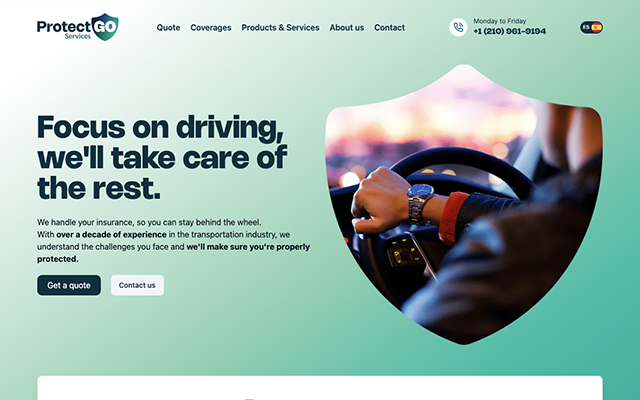 ProtectGO
Services
Quote
Coverages
Products & Services
About us
Contact
Monday to Friday
+1 (210) 961-9194
ES
Focus on driving,
we'll take care of
the rest.
We handle your insurance, so you can stay behind the wheel.
With over a decade of experience in the transportation industry, we
understand the challenges you face and we'll make sure you're properly
protected.
Get a quote
Contact us